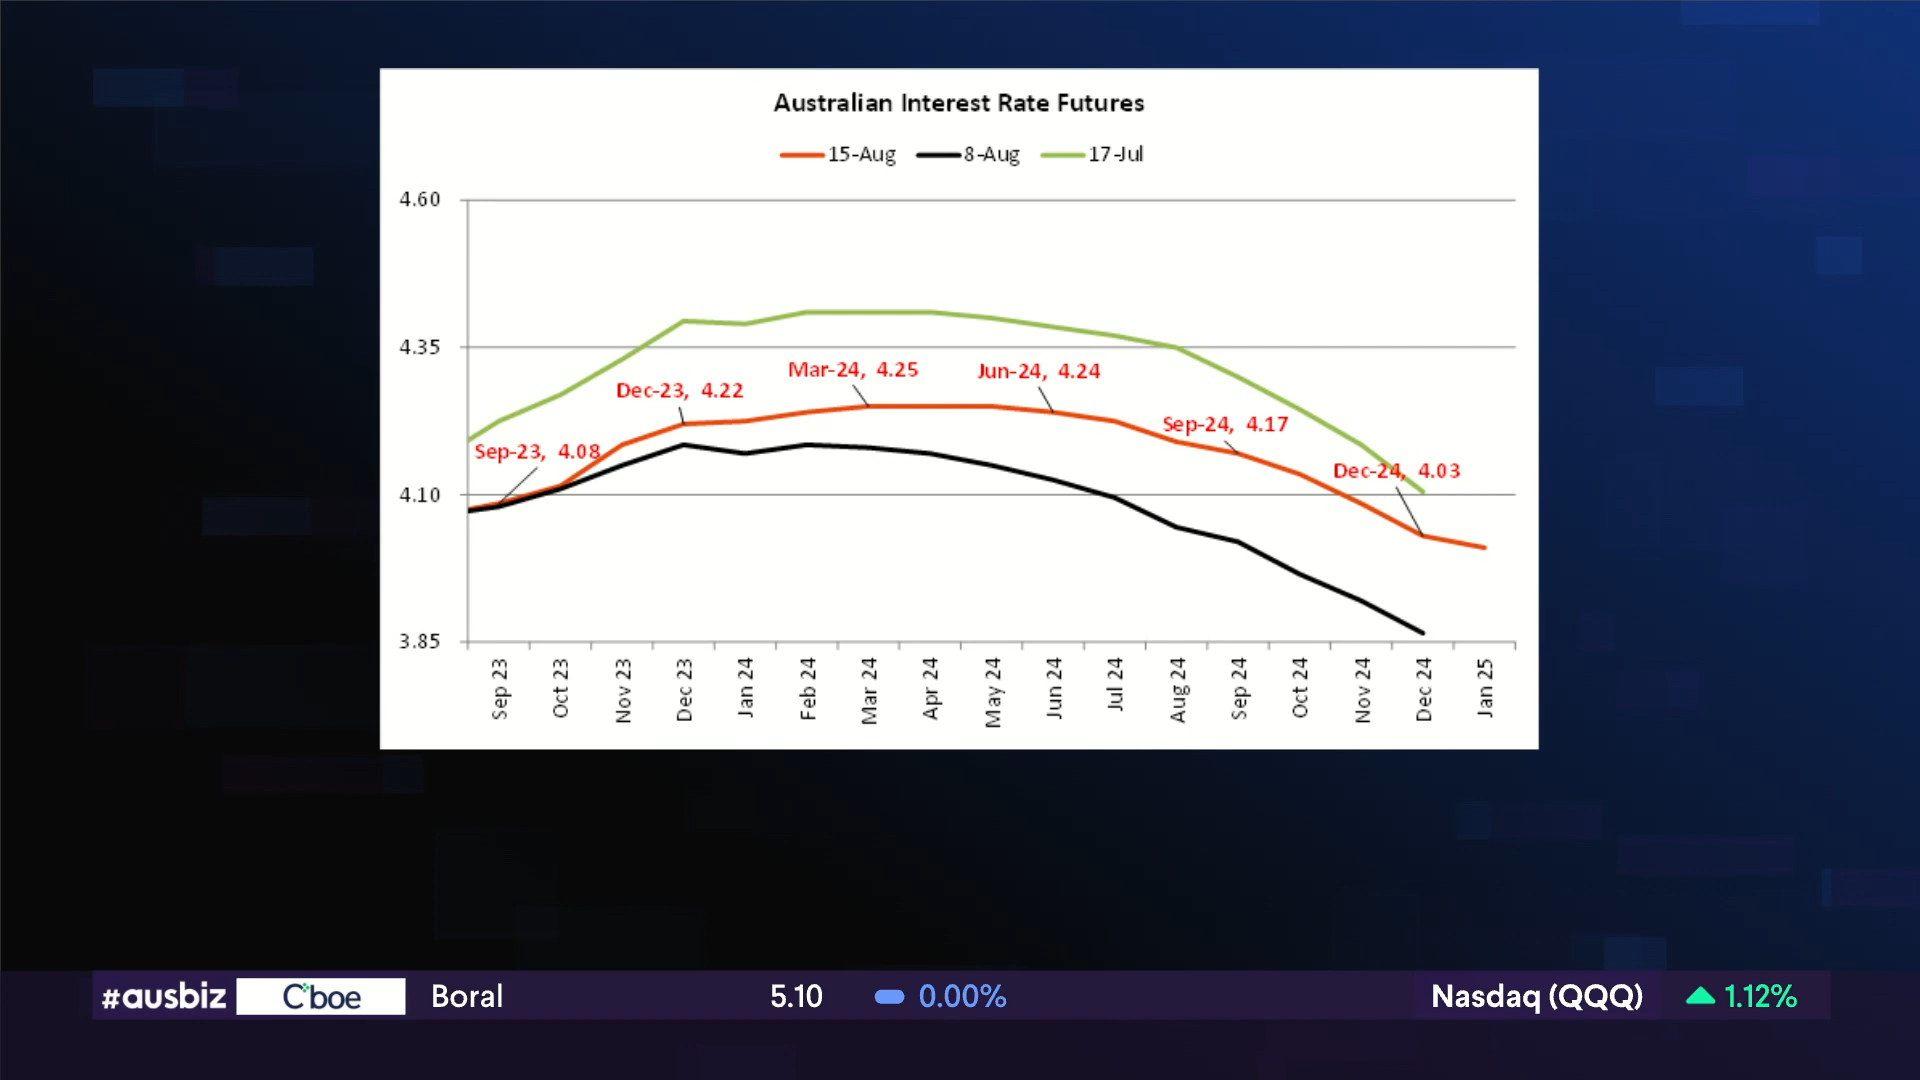 Australian Interest Rate Futures
15-Aug 8-Aug 17-Jul
4.60
4.35
4.10
3.85
Sep-23, 4.08
Dec-23, 4.22
Mar-24, 4.25
Jun-24, 4.24
Sep-24, 4.17
Dec-24, 4.03
Sep 23
Oct 23
Nov 23
Dec 23
Jan 24
Feb 24
Mar 24
Apr 24
May 24
Jun 24
Jul 24
Aug 24
Sep 24
Oct 24
Nov 24
Dec 24
Jan 25
#ausbiz Cboe Boral 5.10 0.00% Nasdaq (QQQ) 1.12%